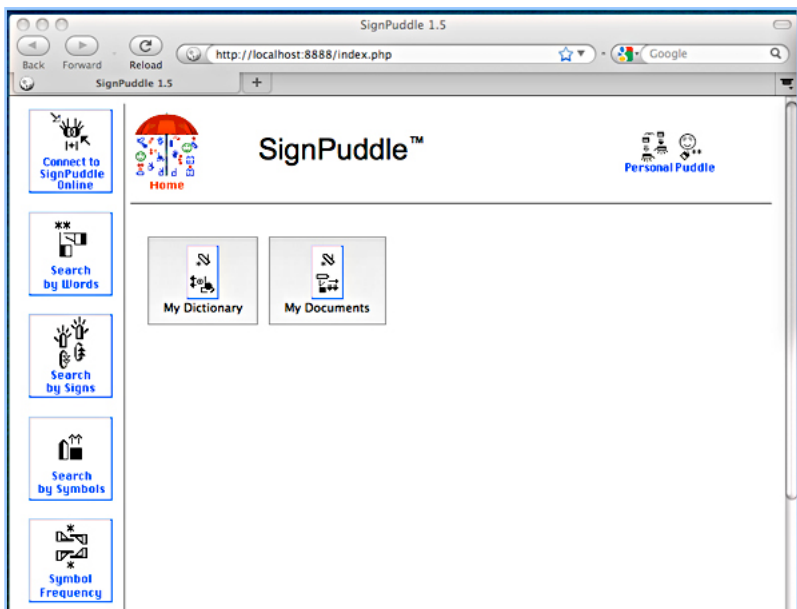 SignPuddle 1.5
Back Forward Reload http://localhost:8888/index.php Google
SignPuddle 1.5 +
Connect to
SignPuddle
Online
Home
SignPuddle™
Personal Puddle
Search
by Words
My Dictionary
My Documents
Search
by Signs
Search
by Symbols
Symbol
Frequency